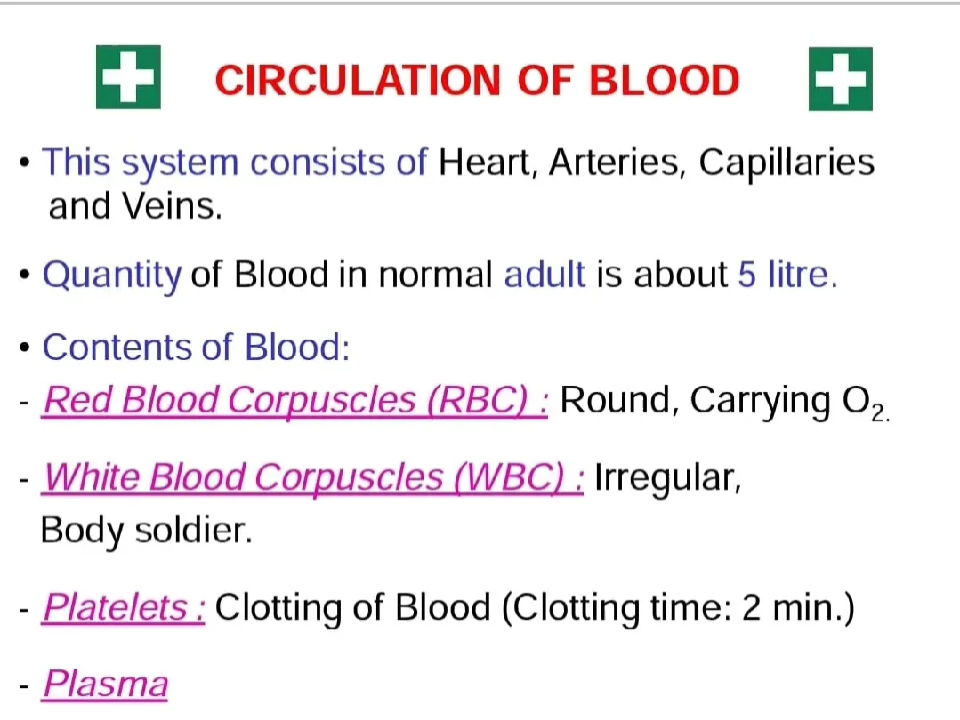 CIRCULATION OF BLOOD
• This system consists of Heart, Arteries, Capillaries
and Veins.
• Quantity of Blood in normal adult is about 5 litre.
• Contents of Blood:
- Red Blood Corpuscles (RBC) : Round, Carrying O₂.
- White Blood Corpuscles (WBC) : Irregular,
Body soldier.
- Platelets : Clotting of Blood (Clotting time: 2 min.)
- Plasma